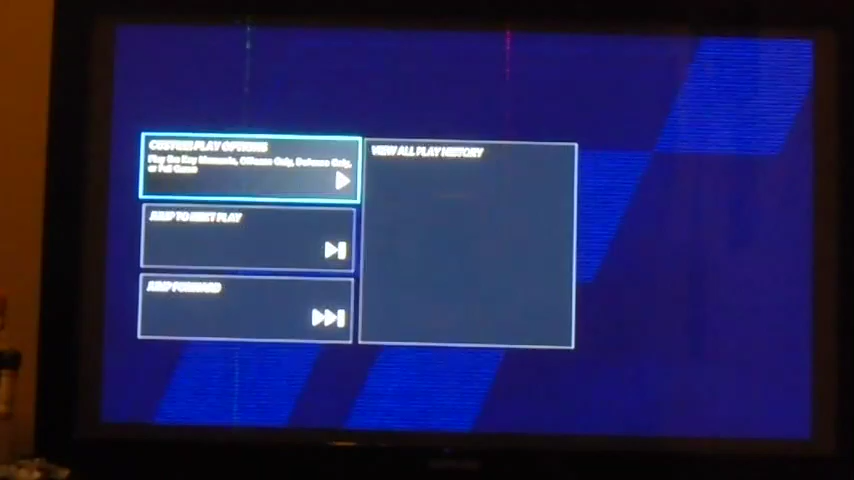 CUSTOM PLAY OPTIONS
Play the Key Moments, Offense Only, Defense Only,
or Full Game
JUMP TO NEXT PLAY
JUMP FORWARD
VIEW ALL PLAY HISTORY